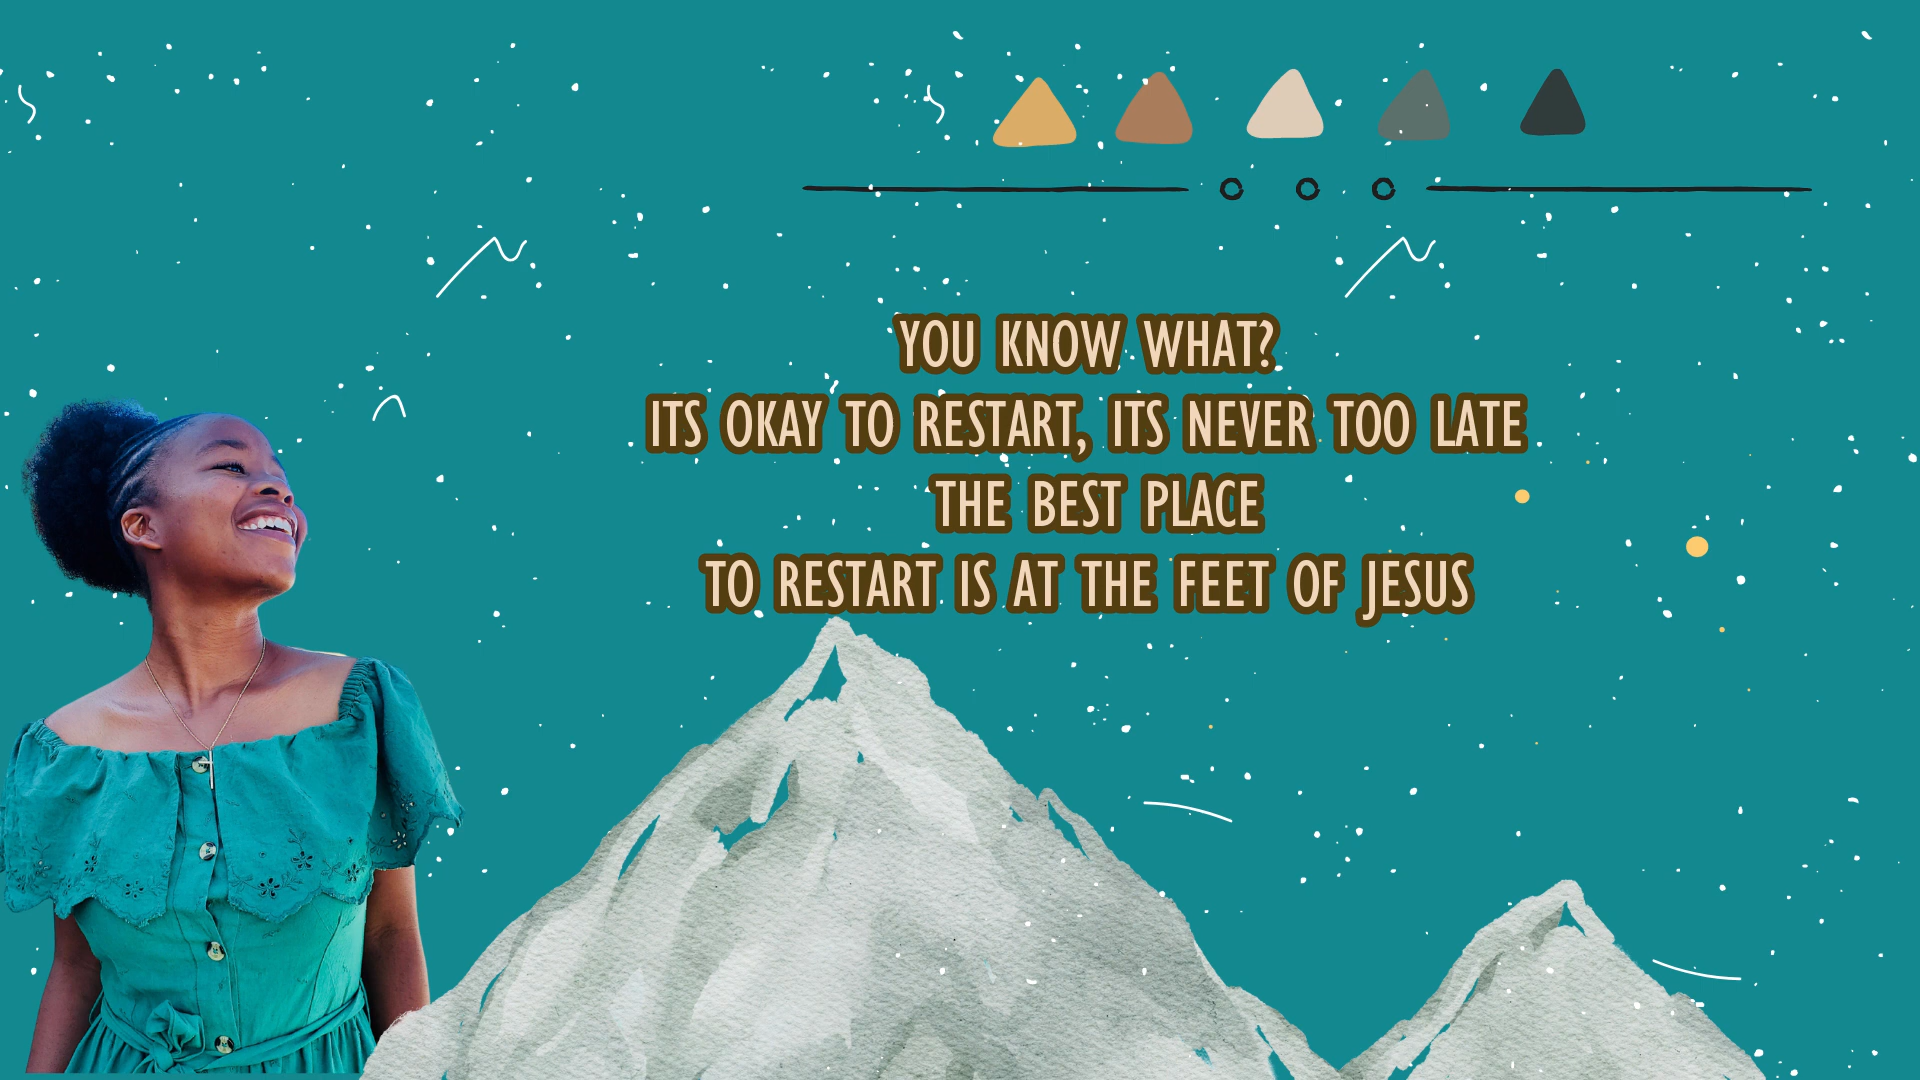 YOU KNOW WHAT?
ITS OKAY TO RESTART, ITS NEVER TOO LATE
THE BEST PLACE
TO RESTART IS AT THE FEET OF JESUS